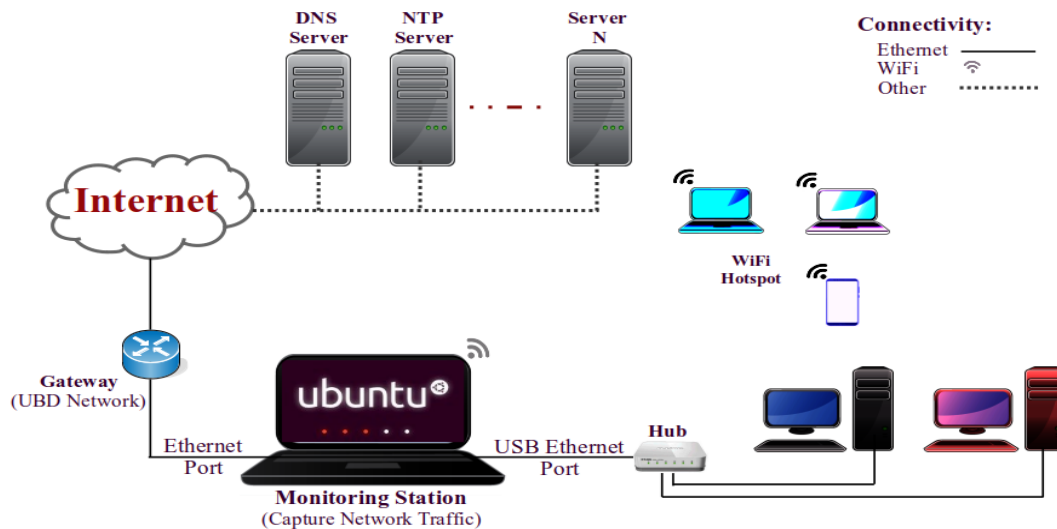 DNS
Server
NTP
Server
Server
N
Connectivity:
Ethernet
WiFi
Other
Internet
WiFi
Hotspot
Gateway
(UBD Network)
ubuntu
Ethernet
Port
USB Ethernet
Port
Hub
Monitoring Station
(Capture Network Traffic)